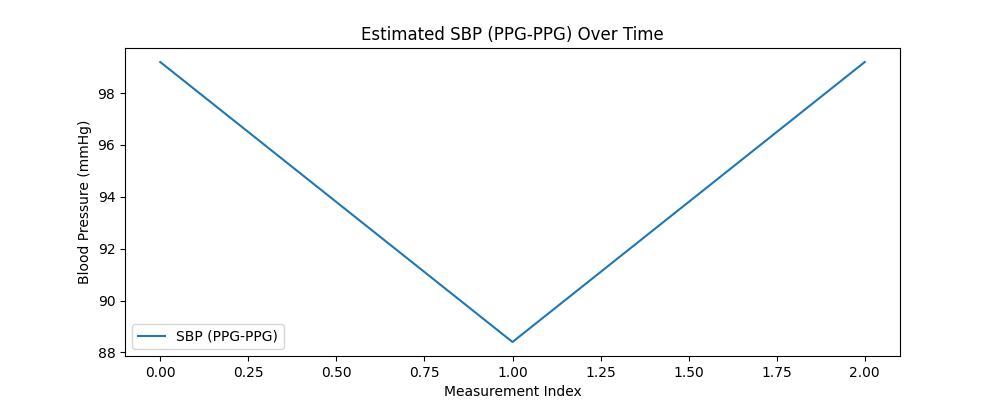 Estimated SBP (PPG-PPG) Over Time
Blood Pressure (mmHg)
98
96
94
92
90
88
SBP (PPG-PPG)
0.00 0.25 0.50 0.75 1.00 1.25 1.50 1.75 2.00
Measurement Index